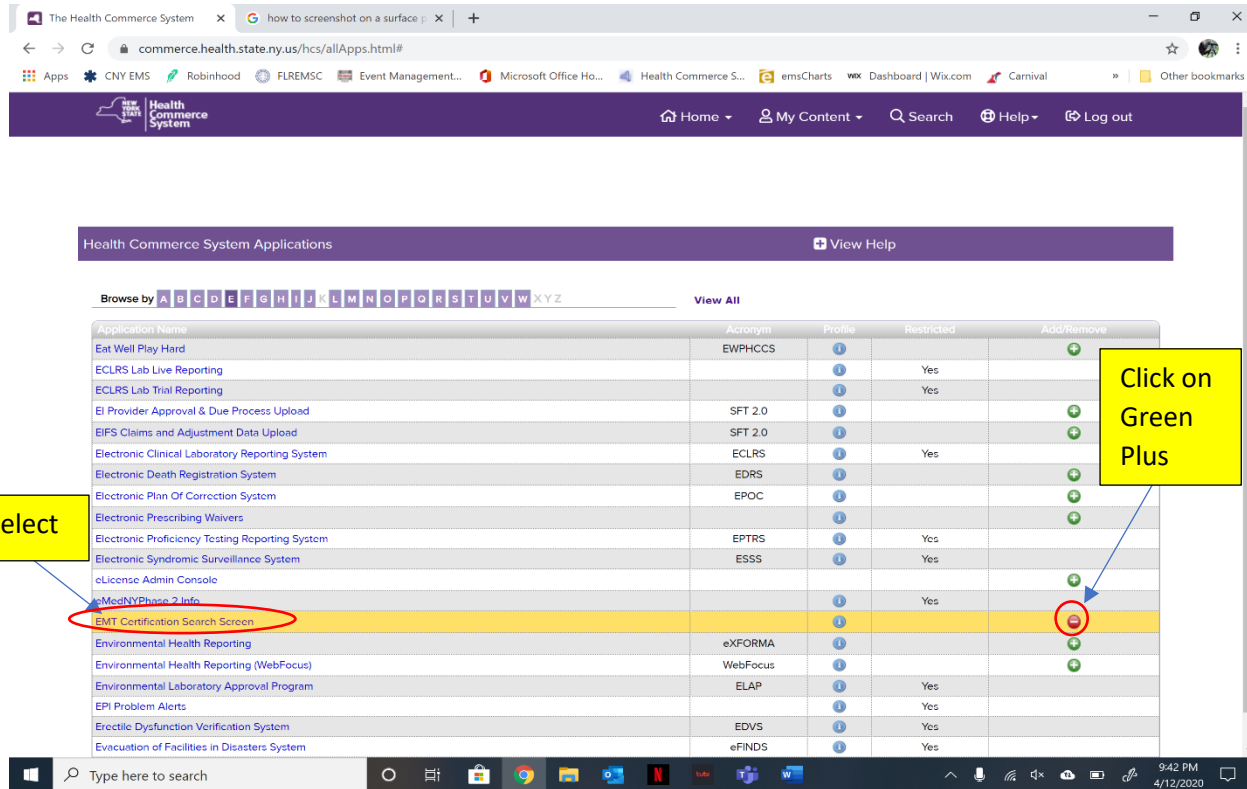 The Health Commerce System
how to screenshot on a surface p
commerce.health.state.ny.us/hcs/allApps.html#
Apps CNY EMS Robinhood FLREMSC Event Management... Microsoft Office Ho... Health Commerce S... emsCharts WIX Dashboard | Wix.com Carnival » Other bookmarks
NEW YORK STATE Health Commerce System
Home My Content Search Help Log out
Health Commerce System Applications View Help
Browse by A B C D E F G H I J K L M N O P Q R S T U V W X Y Z View All
Application Name Acronym Profile Restricted Add/Remove
Eat Well Play Hard EWPHCCS
ECLRS Lab Live Reporting Yes
ECLRS Lab Trial Reporting Yes
EI Provider Approval & Due Process Upload SFT 2.0
EIFS Claims and Adjustment Data Upload SFT 2.0
Electronic Clinical Laboratory Reporting System ECLRS Yes
Electronic Death Registration System EDRS
Electronic Plan Of Correction System EPOC
Electronic Prescribing Waivers
Electronic Proficiency Testing Reporting System EPTRS Yes
Electronic Syndromic Surveillance System ESSS Yes
eLicense Admin Console
eMedNYPhase 2 Info Yes
EMT Certification Search Screen
Environmental Health Reporting eXFORMA
Environmental Health Reporting (WebFocus) WebFocus
Environmental Laboratory Approval Program ELAP Yes
EPI Problem Alerts Yes
Erectile Dysfunction Verification System EDVS Yes
Evacuation of Facilities in Disasters System eFINDS Yes
Click on
Green
Plus
elect
Type here to search
9:42 PM
4/12/2020